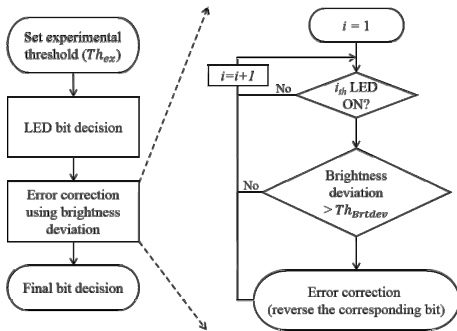 Set experimental
threshold (Th_ex)
LED bit decision
Error correction
using brightness
deviation
Final bit decision
i = 1
i=i+1
No
i_th LED
ON?
No
Brightness
deviation
> Th_Brtdev
Error correction
(reverse the corresponding bit)